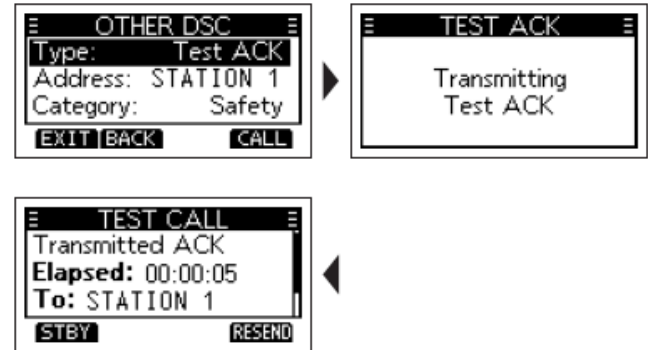 OTHER DSC
Type: Test ACK
Address: STATION 1
Category: Safety
EXIT BACK CALL
TEST ACK
Transmitting
Test ACK
TEST CALL
Transmitted ACK
Elapsed: 00:00:05
To: STATION 1
STBY RESEND